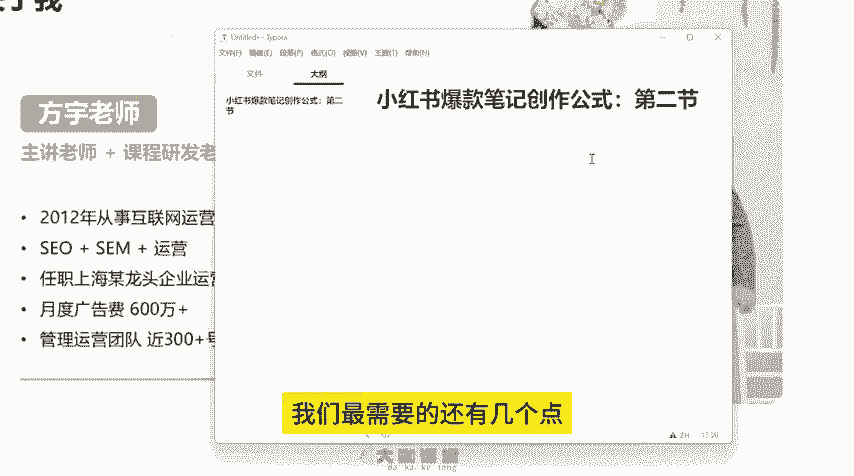 关于我
Untitled - Typora
文件(F) 编辑(E) 段落(P) 格式(O) 视图(V) 主题(T) 帮助(H)
文件 大纲
小红书爆款笔记创作公式：第二
节
小红书爆款笔记创作公式：第二节
方宇老师
主讲老师 + 课程研发老
• 2012年从事互联网运营
• SEO + SEM + 运营
• 任职上海某龙头企业运营
• 月度广告费 600万+
• 管理运营团队 近300+号
我们最需要的还有几个点